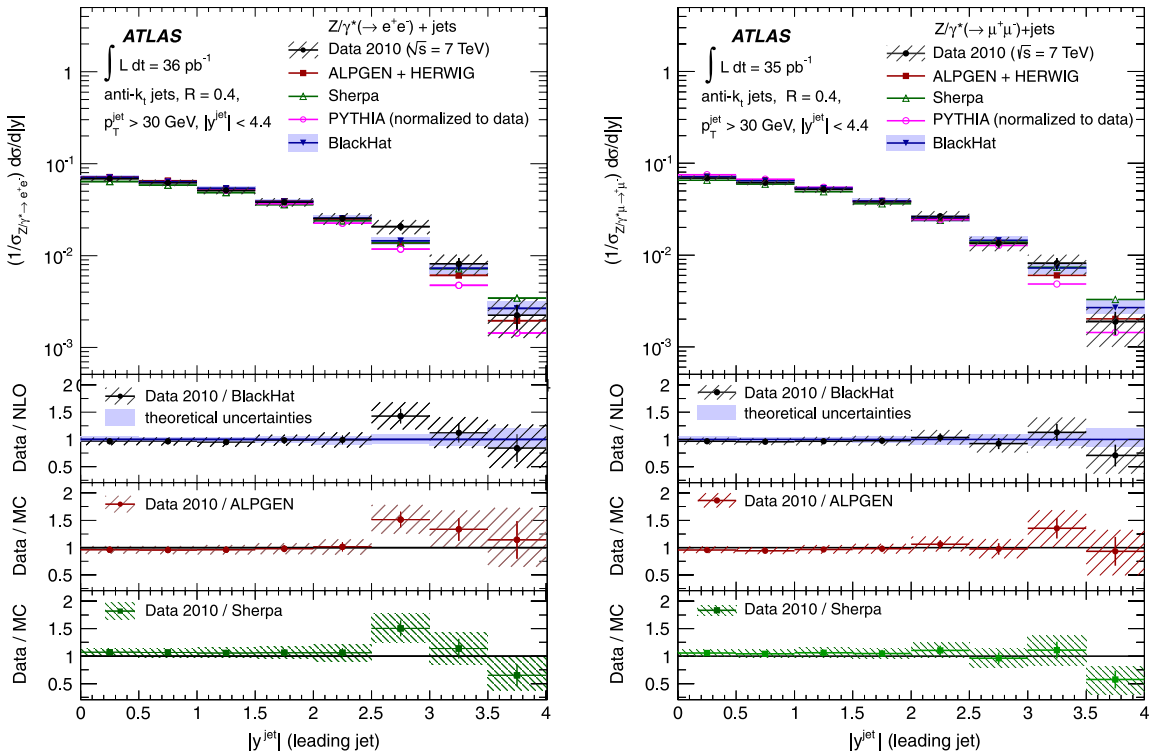 ATLAS
∫ L dt = 36 pb⁻¹
anti-kₜ jets, R = 0.4,
p_T^jet > 30 GeV, |y^jet| < 4.4
Z/γ*(→ e⁺e⁻) + jets
Data 2010 (√s = 7 TeV)
ALPGEN + HERWIG
Sherpa
PYTHIA (normalized to data)
BlackHat
(1/σ_{Z/γ*→ e⁺e⁻}) dσ/d|y|
1
10⁻¹
10⁻²
10⁻³
Data / NLO
2
1.5
1
0.5
Data 2010 / BlackHat
theoretical uncertainties
Data / MC
2
1.5
1
0.5
Data 2010 / ALPGEN
Data / MC
2
1.5
1
0.5
Data 2010 / Sherpa
0 0.5 1 1.5 2 2.5 3 3.5 4
|y^jet| (leading jet)
ATLAS
∫ L dt = 35 pb⁻¹
anti-kₜ jets, R = 0.4,
p_T^jet > 30 GeV, |y^jet| < 4.4
Z/γ*(→ μ⁺μ⁻)+jets
Data 2010 (√s = 7 TeV)
ALPGEN + HERWIG
Sherpa
PYTHIA (normalized to data)
BlackHat
(1/σ_{Z/γ*μ→⁺μ⁻}) dσ/d|y|
1
10⁻¹
10⁻²
10⁻³
Data / NLO
2
1.5
1
0.5
Data 2010 / BlackHat
theoretical uncertainties
Data / MC
2
1.5
1
0.5
Data 2010 / ALPGEN
Data / MC
2
1.5
1
0.5
Data 2010 / Sherpa
0 0.5 1 1.5 2 2.5 3 3.5 4
|y^jet| (leading jet)